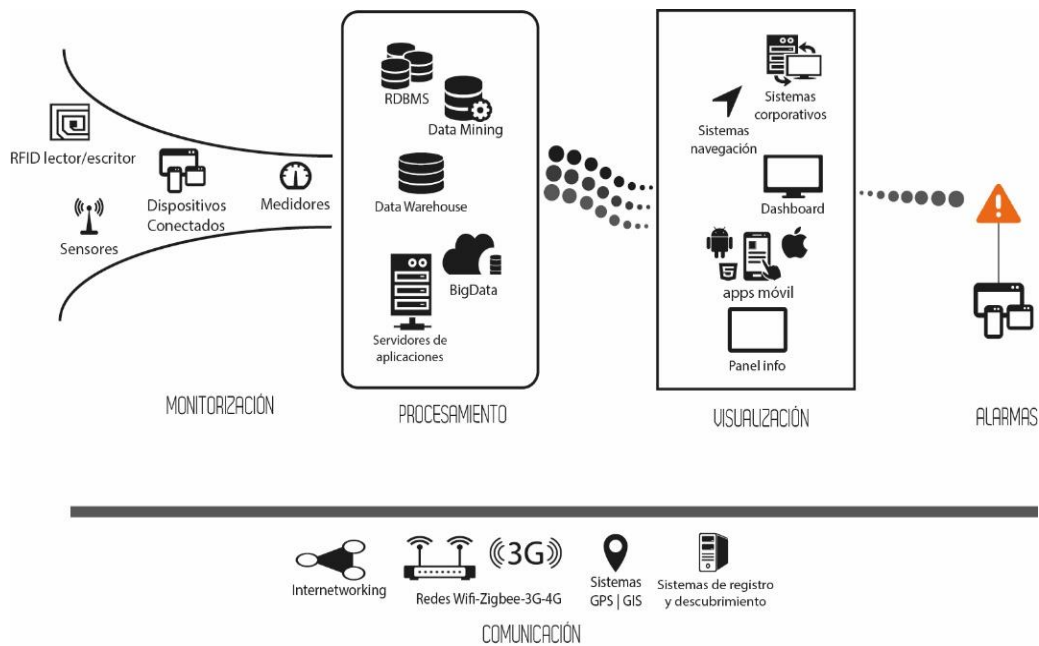 RFID lector/escritor
Sensores
Dispositivos
Conectados
Medidores
MONITORIZACIÓN
RDBMS
Data Mining
Data Warehouse
BigData
Servidores de
aplicaciones
PROCESAMIENTO
Sistemas
corporativos
Sistemas
navegación
Dashboard
5
apps móvil
Panel info
VISUALIZACIÓN
ALARMAS
Internetworking
3G
Redes Wifi-Zigbee-3G-4G
Sistemas
GPS | GIS
Sistemas de registro
y descubrimiento
COMUNICACIÓN